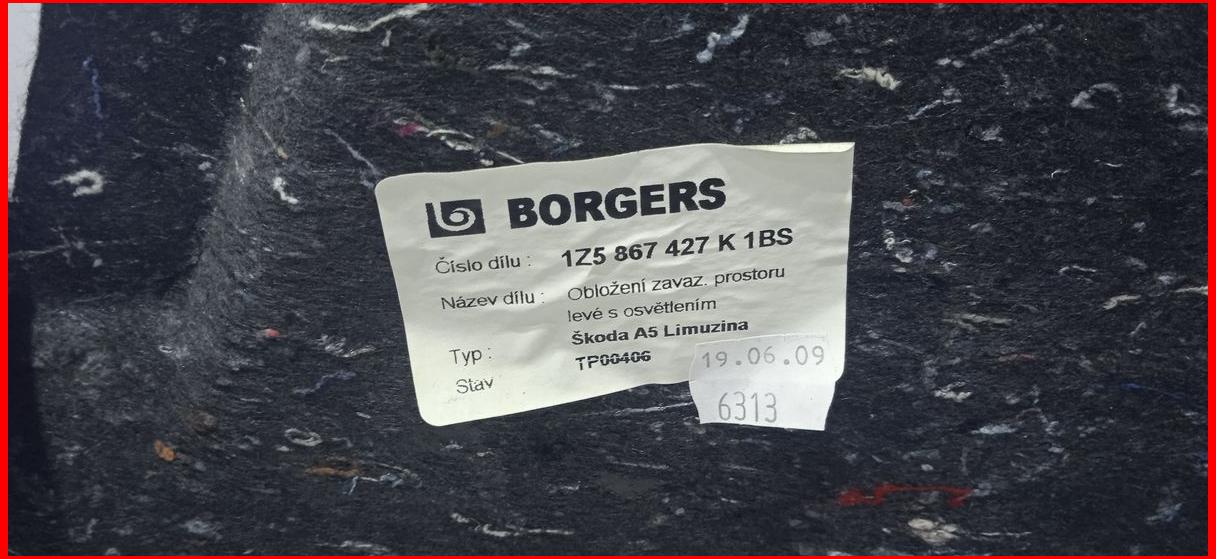 BORGERS
Číslo dílu : 1Z5 867 427 K 1BS
Název dílu : Obložení zavaz. prostoru
levé s osvětlením
Škoda A5 Limuzina
Typ : TP00406
Stav
19.06.09
6313